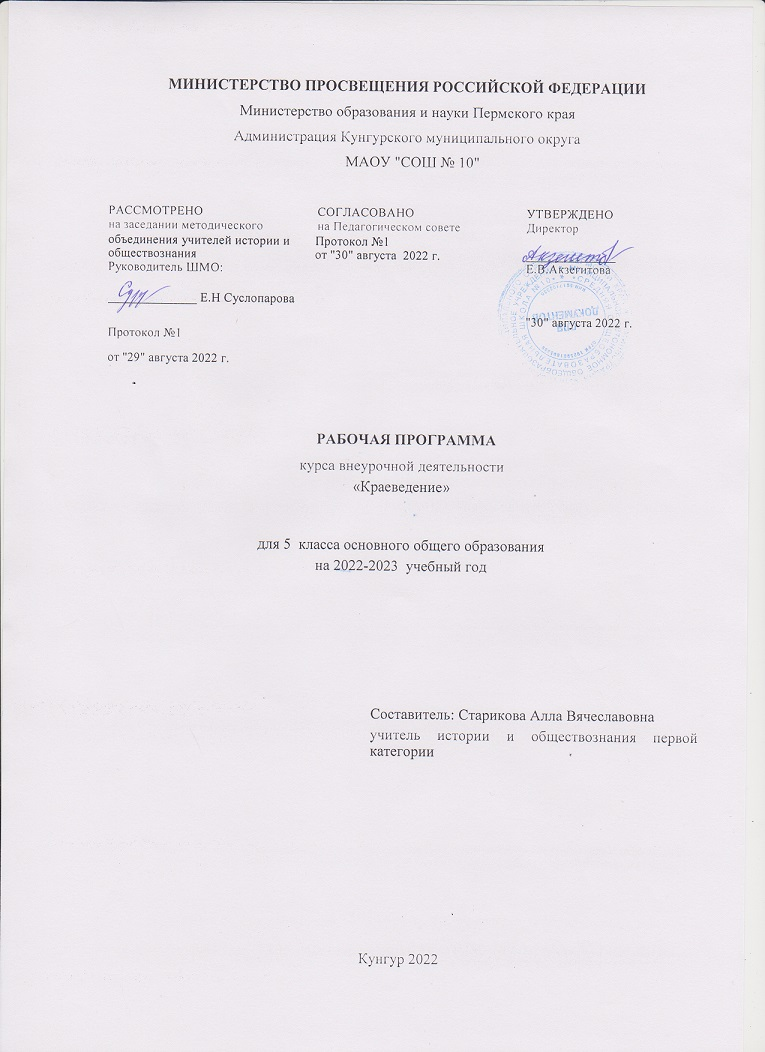 МИНИСТЕРСТВО ПРОСВЕЩЕНИЯ РОССИЙСКОЙ ФЕДЕРАЦИИ
Министерство образования и науки Пермского края
Администрация Кунгурского муниципального округа
МАОУ "СОШ № 10"
РАССМОТРЕНО
на заседании методического
объединения учителей истории и
обществознания
Руководитель ШМО:
Е.Н Суслопарова
Протокол №1
от "29" августа 2022 г.
СОГЛАСОВАНО
на Педагогическом совете
Протокол №1
от "30" августа 2022 г.
УТВЕРЖДЕНО
Директор
Е.В.Акзегитова
"30" августа 2022 г.
ДОКУМЕНТОВ
РАБОЧАЯ ПРОГРАММА
курса внеурочной деятельности
«Краеведение»
для 5 класса основного общего образования
на 2022-2023 учебный год
Составитель: Старикова Алла Вячеславовна
учитель истории и обществознания первой
категории
Кунгур 2022